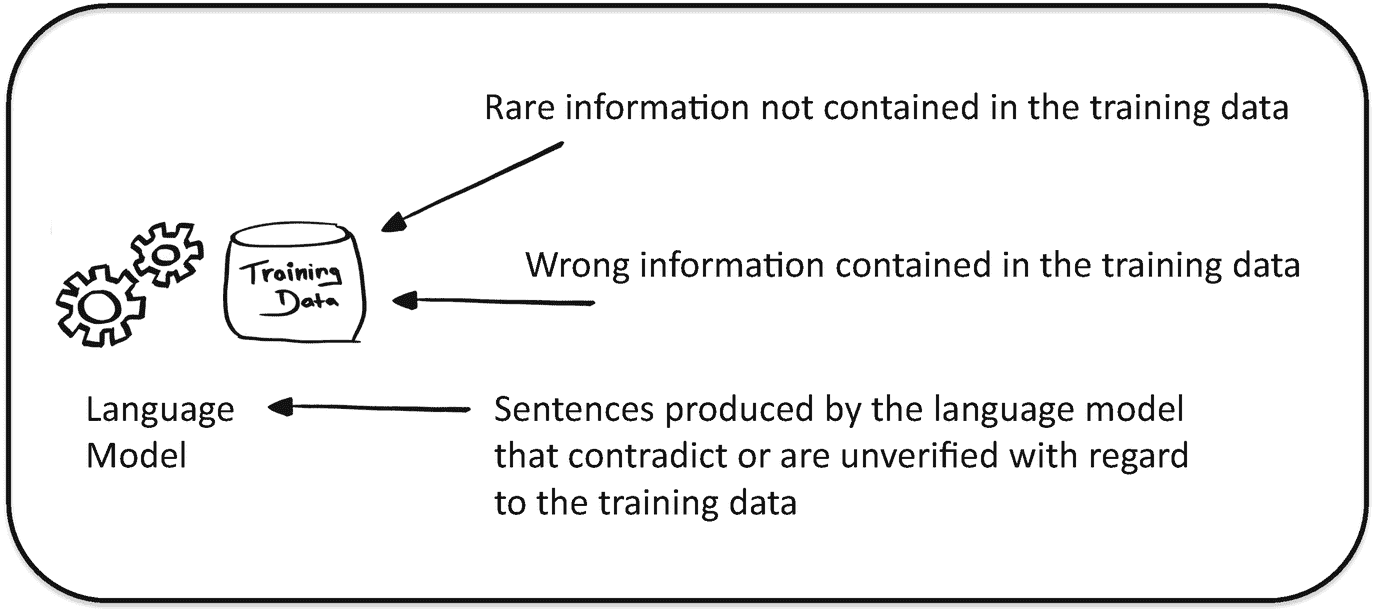 Rare information not contained in the training data
Wrong information contained in the training data
Training
Data
Language
Model
Sentences produced by the language model
that contradict or are unverified with regard
to the training data